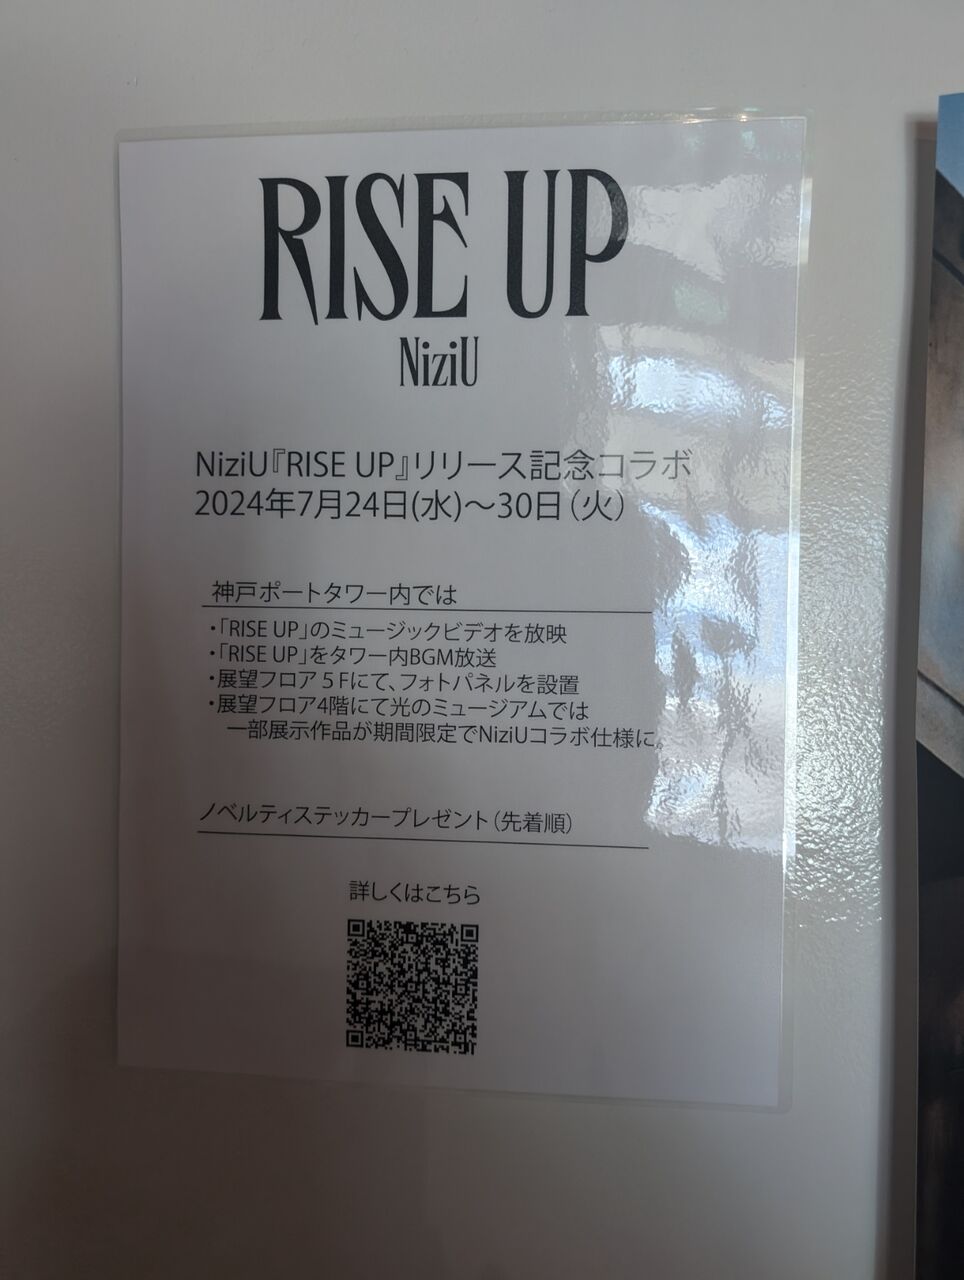 RISE UP
NiziU
NiziU『RISE UP』リリース記念コラボ
2024年7月24日(水)～30日（火）
神戸ポートタワー内では
・「RISE UP」のミュージックビデオを放映
・「RISE UP」をタワー内BGM放送
・展望フロア５Fにて、フォトパネルを設置
・展望フロア4階にて光のミュージアムでは
一部展示作品が期間限定でNiziUコラボ仕様に。
ノベルティステッカープレゼント（先着順）
詳しくはこちら